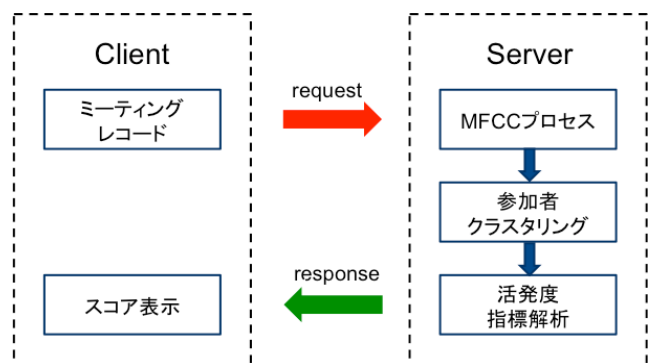 Client
ミーティング
レコード
スコア表示
request
response
Server
MFCCプロセス
参加者
クラスタリング
活発度
指標解析